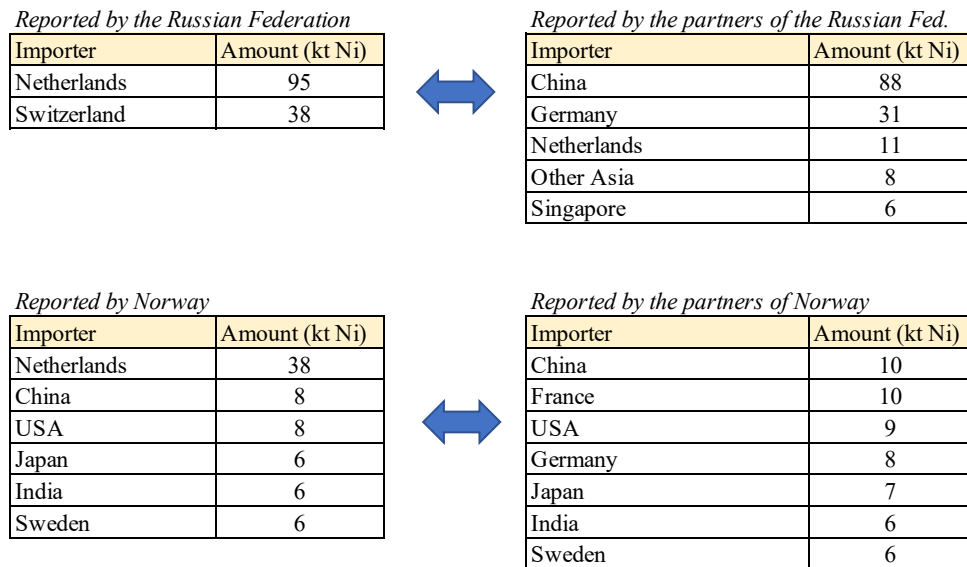 Reported by the Russian Federation
Importer Amount (kt Ni)
Netherlands 95
Switzerland 38
Reported by the partners of the Russian Fed.
Importer Amount (kt Ni)
China 88
Germany 31
Netherlands 11
Other Asia 8
Singapore 6
Reported by Norway
Importer Amount (kt Ni)
Netherlands 38
China 8
USA 8
Japan 6
India 6
Sweden 6
Reported by the partners of Norway
Importer Amount (kt Ni)
China 10
France 10
USA 9
Germany 8
Japan 7
India 6
Sweden 6